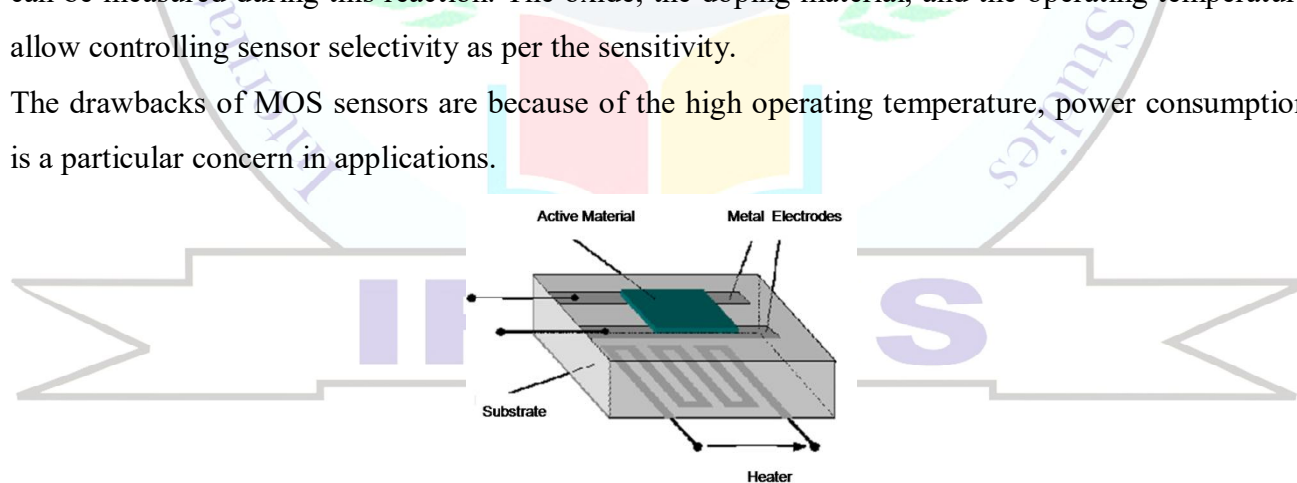 can be measured during this reaction. The oxide, the doping material, and the operating temperature
allow controlling sensor selectivity as per the sensitivity.
The drawbacks of MOS sensors are because of the high operating temperature, power consumption
is a particular concern in applications.
Studies
Active Material
Metal Electrodes
S
Substrate
Heater